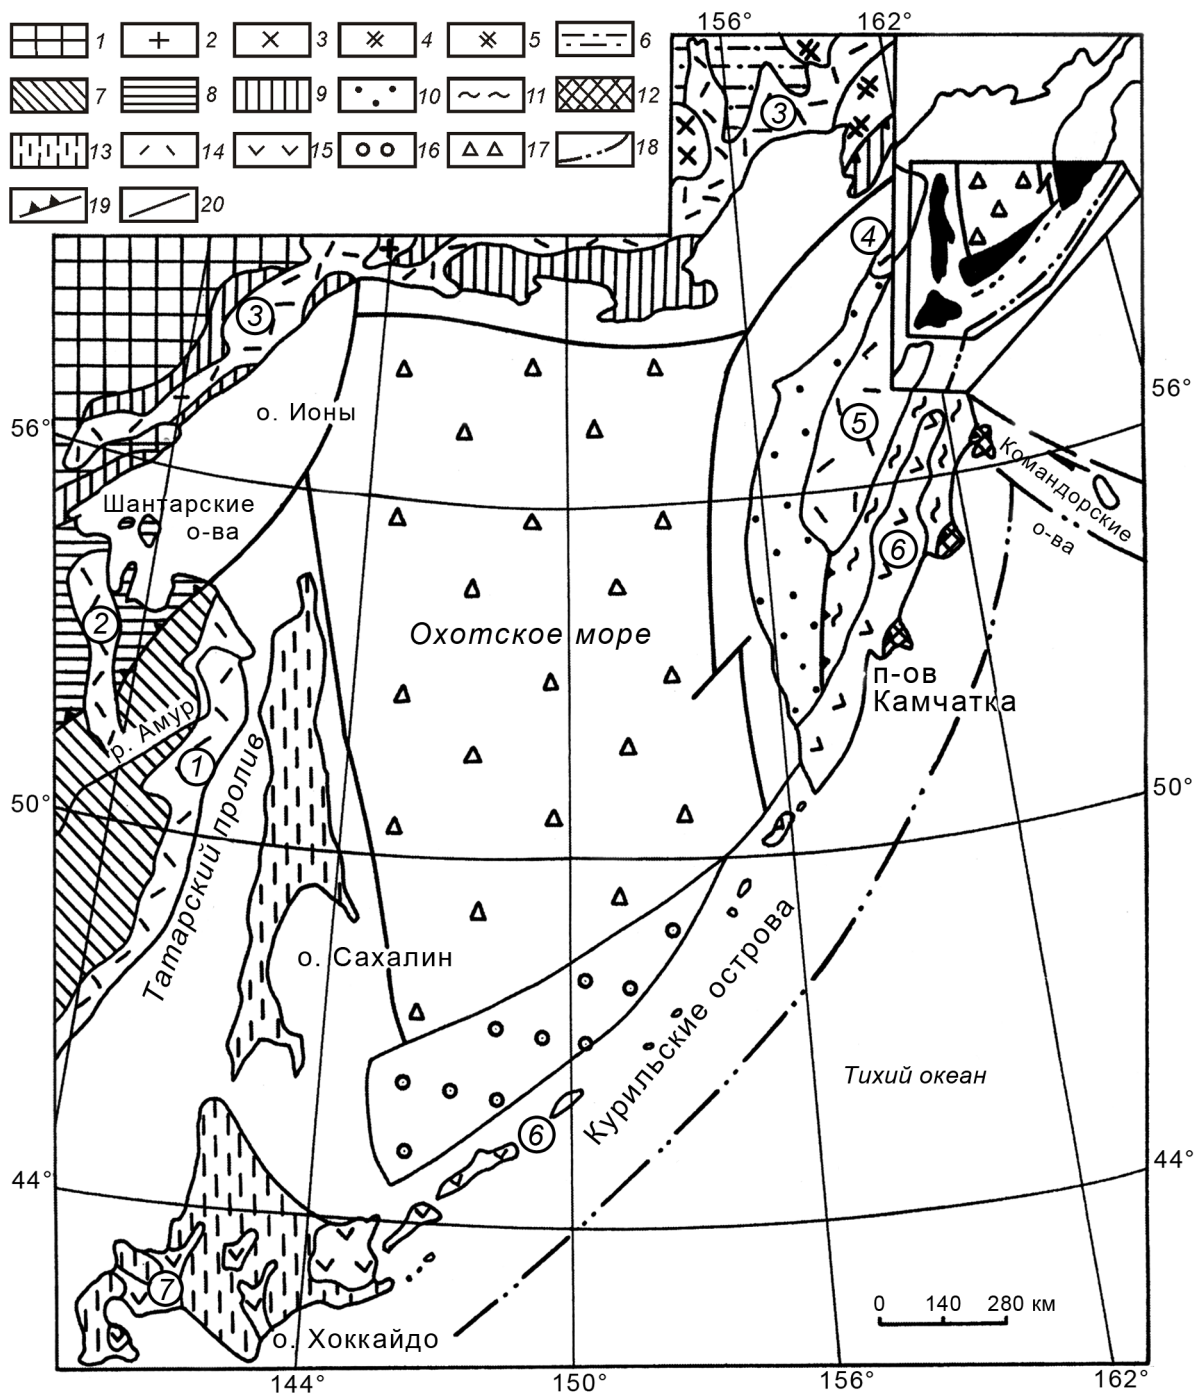 156° 162°
1 2 3 4 5 6
7 8 9 10 11 12
13 14 15 16 17 18
19 20
3
4
3
о. Ионы
56°
56°
5
Командорские
о-ва
Шантарские
о-ва
6
2
Охотское море
п-ов
Камчатка
р. Амур
1
Татарский пролив
50°
50°
о. Сахалин
Курильские острова
Тихий океан
6
44°
44°
7
0 140 280 км
о. Хоккайдо
144° 150° 156° 162°